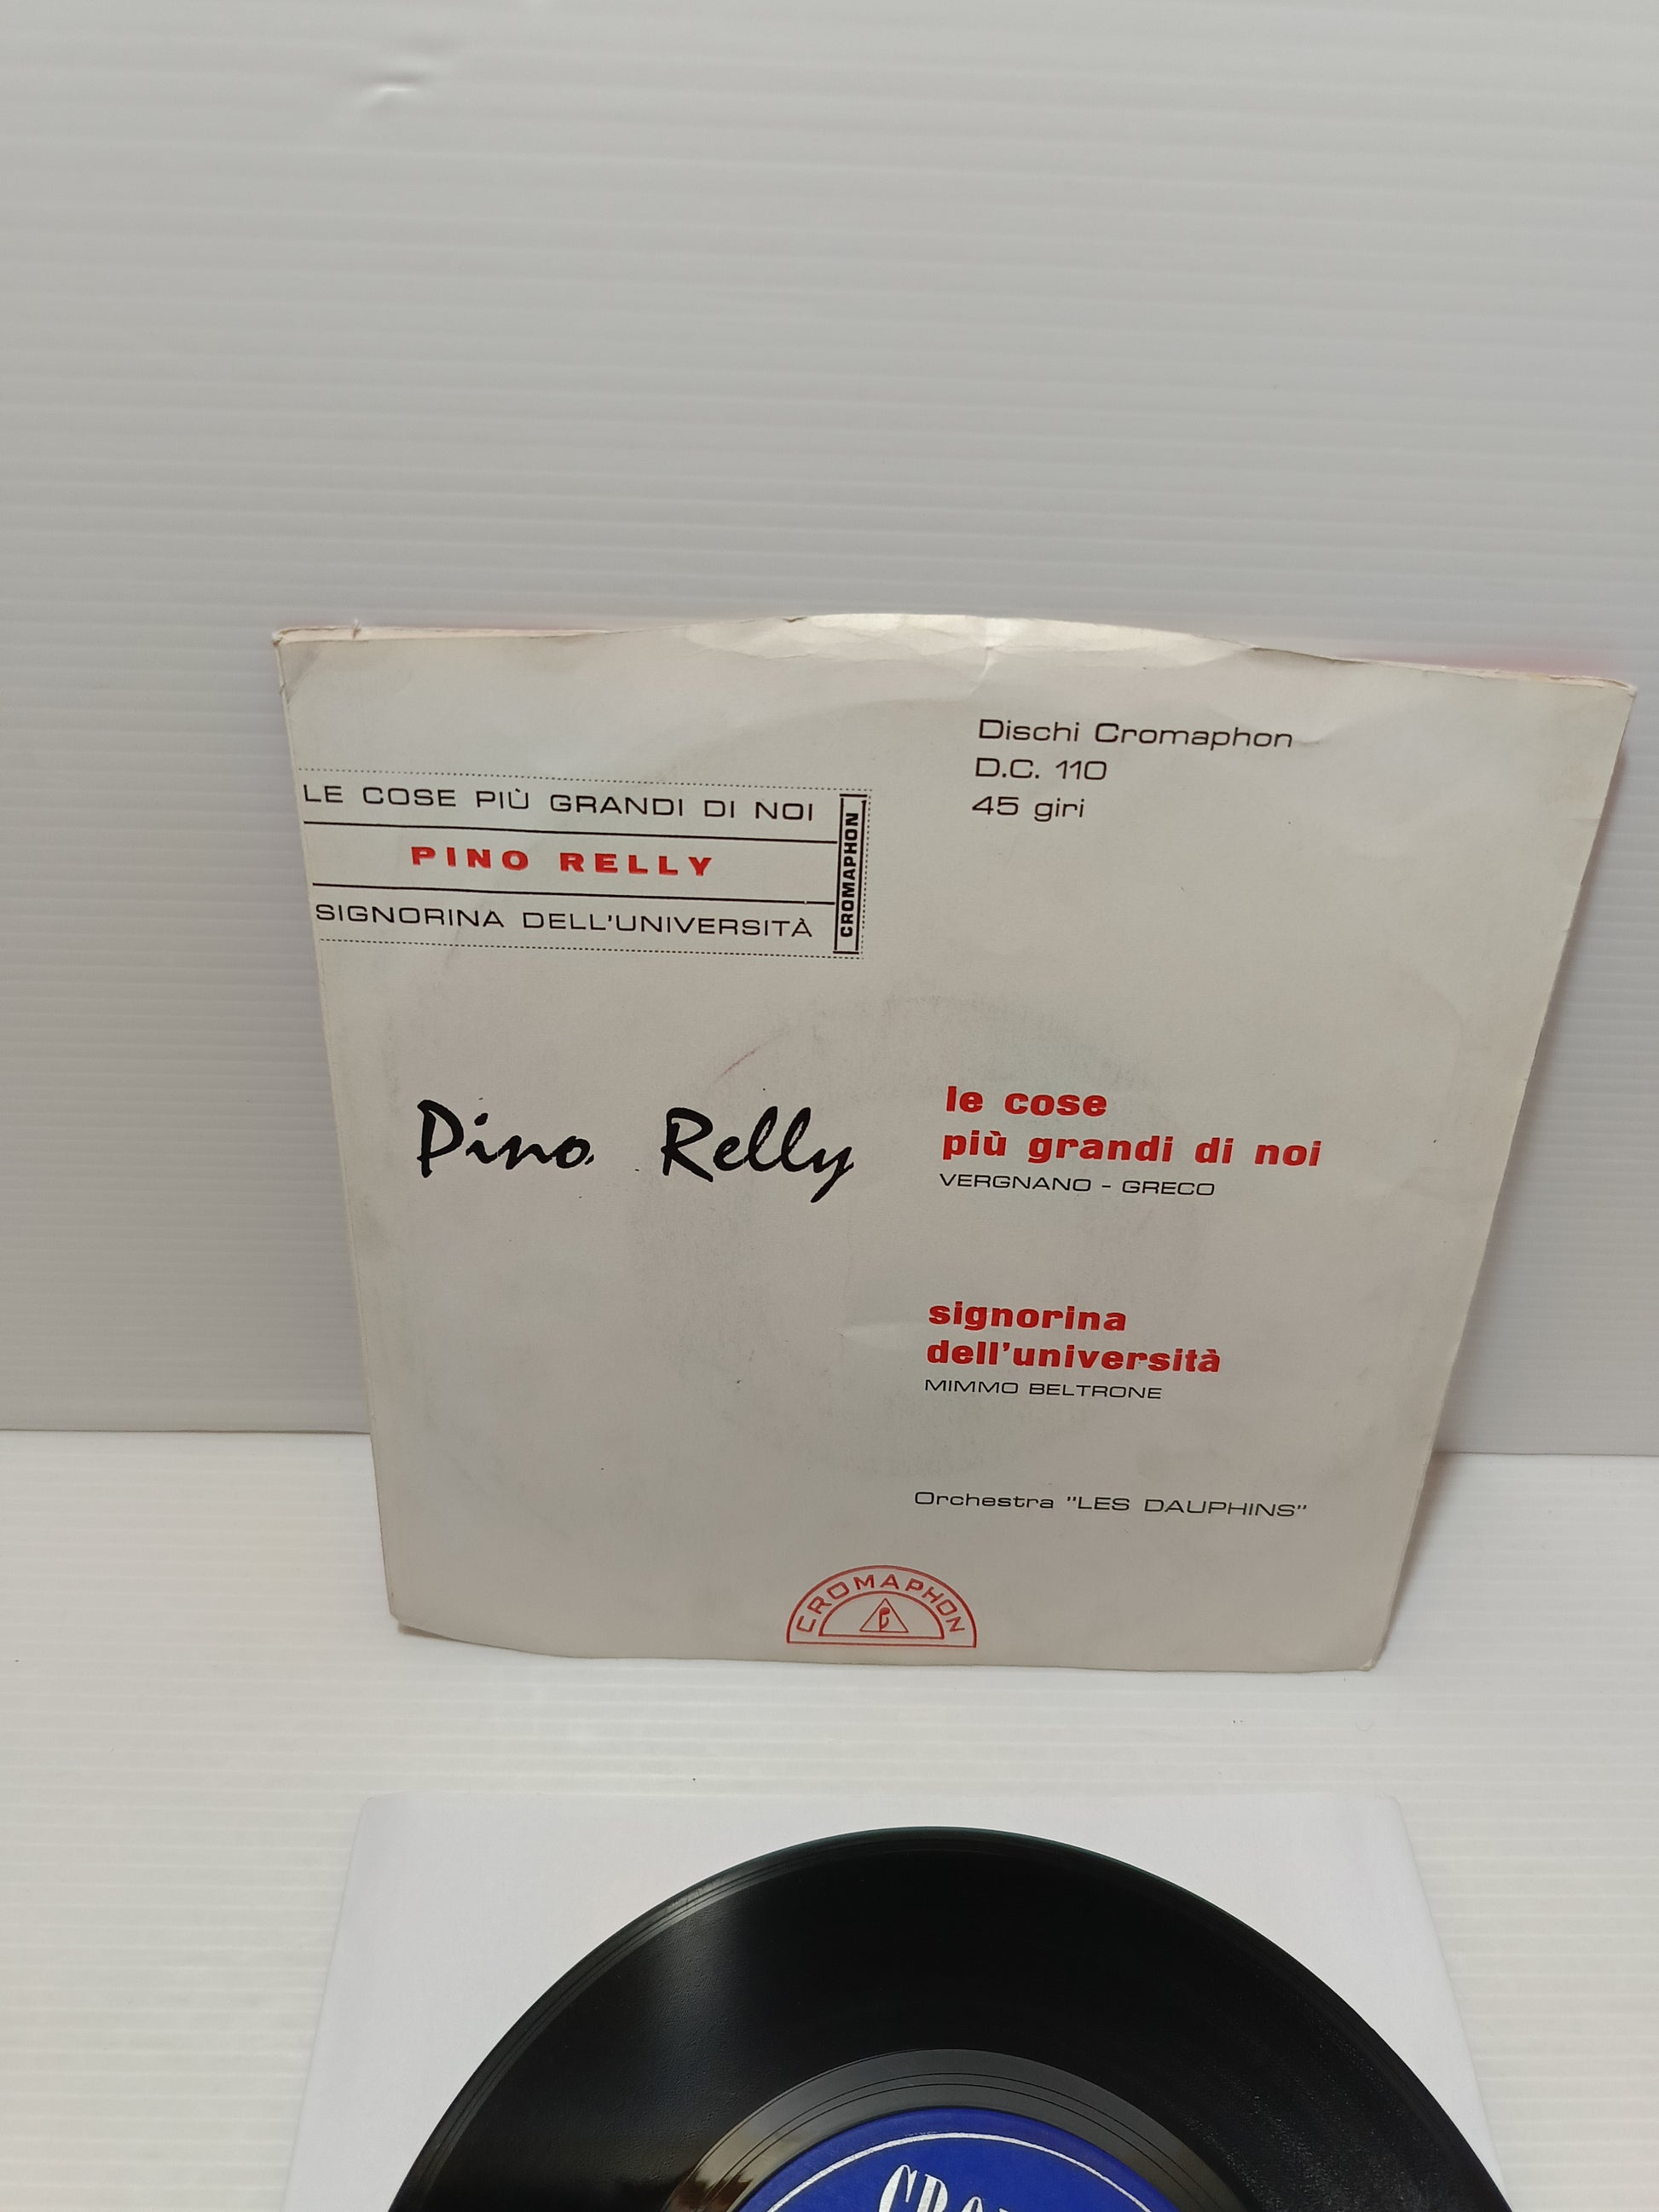 Dischi Cromaphon
D.C. 110
45 giri
LE COSE PIÙ GRANDI DI NOI
PINO RELLY
SIGNORINA DELL'UNIVERSITÀ
CROMAPHON
Pino Relly
le cose
più grandi di noi
VERGNANO - GRECO
signorina
dell'università
MIMMO BELTRONE
Orchestra "LES DAUPHINS"
CROMAPHON